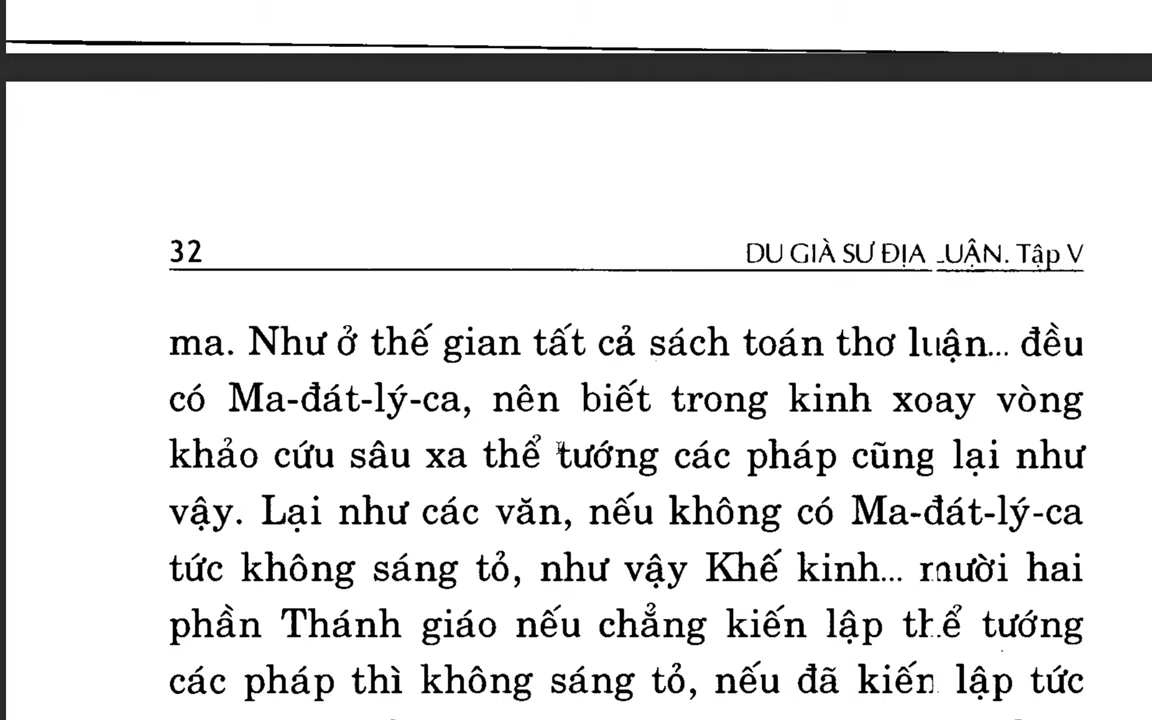 32
DU GIÀ SƯ ĐỊA LUẬN. Tập V
ma. Như ở thế gian tất cả sách toán thơ luận... đều
có Ma-đát-lý-ca, nên biết trong kinh xoay vòng
khảo cứu sâu xa thể tướng các pháp cũng lại như
vậy. Lại như các văn, nếu không có Ma-đát-lý-ca
tức không sáng tỏ, như vậy Khế kinh... mười hai
phần Thánh giáo nếu chẳng kiến lập thể tướng
các pháp thì không sáng tỏ, nếu đã kiến lập tức